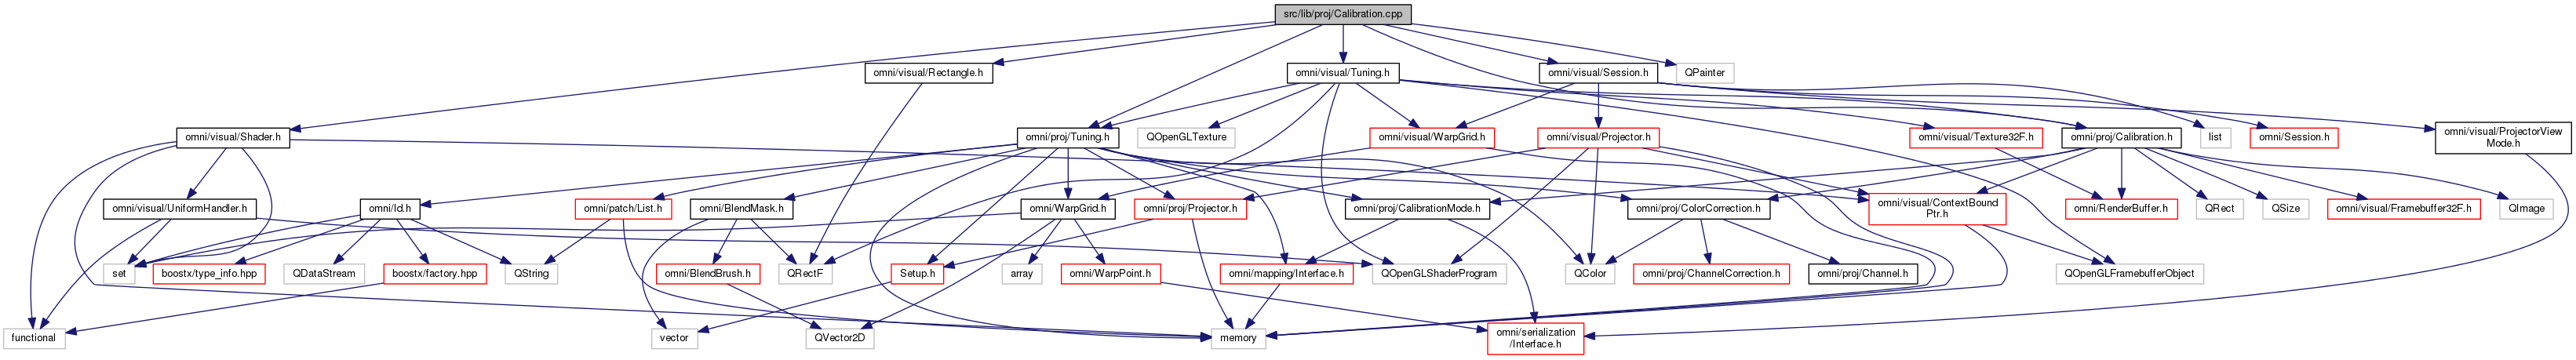 src/lib/proj/Calibration.cpp
omni/visual/Rectangle.h
omni/visual/Tuning.h
omni/visual/Session.h
QPainter
omni/visual/Shader.h
omni/proj/Tuning.h
QOpenGLTexture
omni/visual/WarpGrid.h
omni/visual/Projector.h
omni/visual/Texture32F.h
omni/proj/Calibration.h
list
omni/Session.h
omni/visual/ProjectorView
Mode.h
omni/visual/UniformHandler.h
omni/Id.h
omni/patch/List.h
omni/BlendMask.h
omni/WarpGrid.h
omni/proj/Projector.h
omni/proj/CalibrationMode.h
omni/proj/ColorCorrection.h
omni/visual/ContextBound
Ptr.h
omni/RenderBuffer.h
QRect
QSize
omni/visual/Framebuffer32F.h
QImage
set
boostx/type_info.hpp
QDataStream
boostx/factory.hpp
QString
omni/BlendBrush.h
QRectF
Setup.h
array
omni/WarpPoint.h
omni/mapping/Interface.h
QOpenGLShaderProgram
QColor
omni/proj/ChannelCorrection.h
omni/proj/Channel.h
QOpenGLFramebufferObject
functional
vector
QVector2D
memory
omni/serialization
/Interface.h